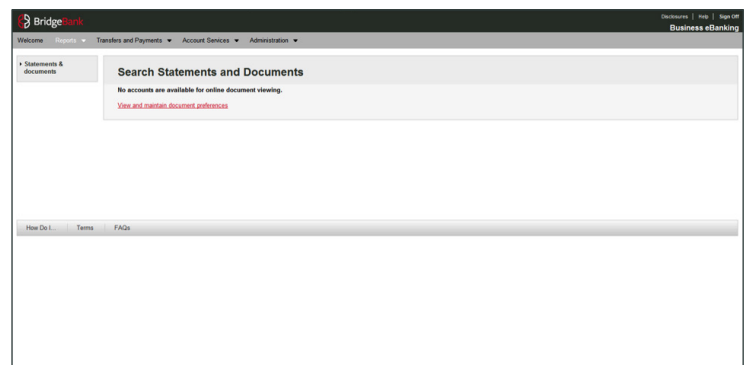 BridgeBank
Disclosures | Help | Sign Off
Business eBanking
Welcome Reports Transfers and Payments Account Services Administration
Statements & documents
Search Statements and Documents
No accounts are available for online document viewing.
View and maintain document preferences
How Do I... Terms FAQs